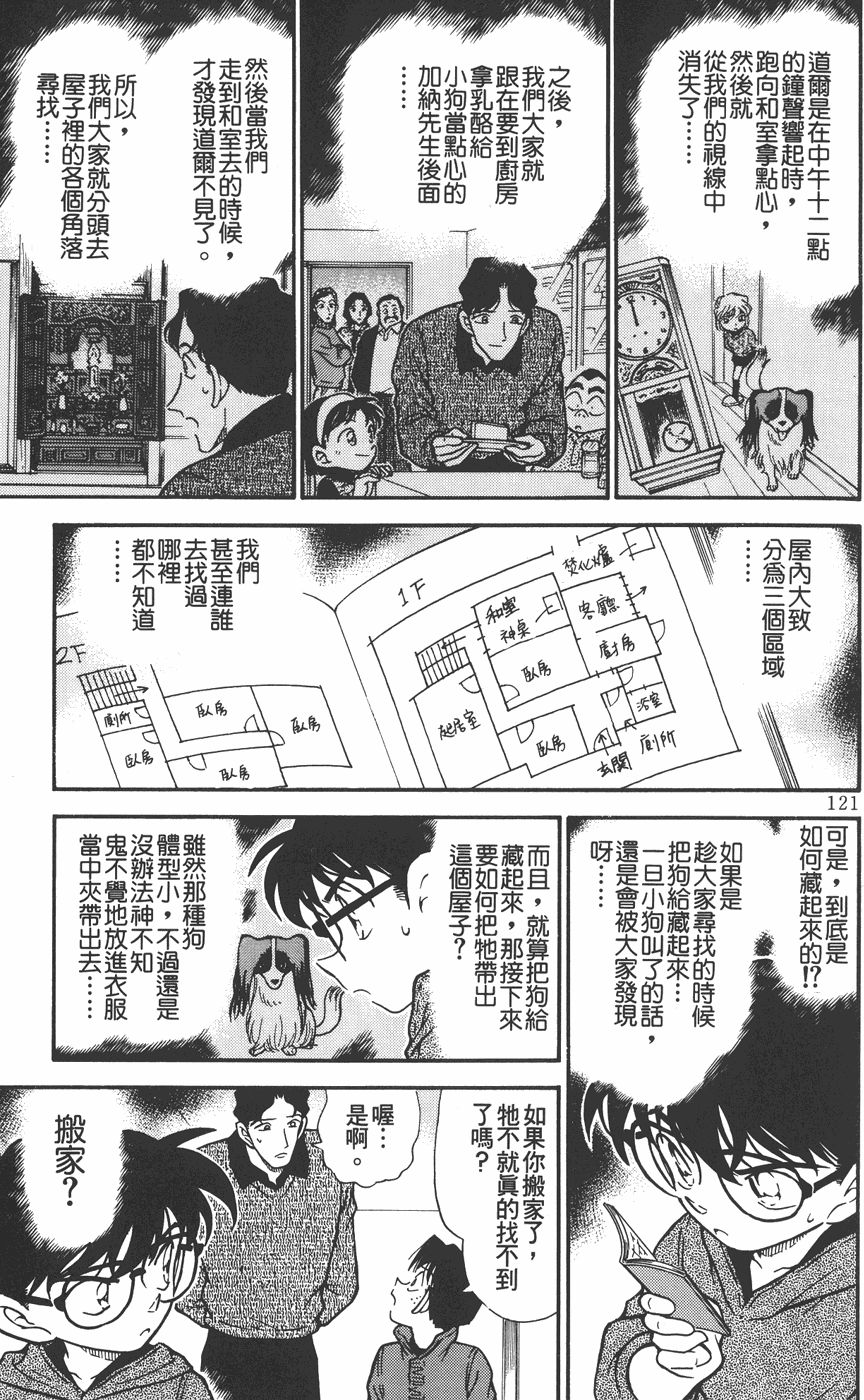 道爾是在中午十二點
的鐘聲響起時，
跑向和室拿點心，
然後就
從我們的視線中
消失了……
之後，
我們大家就
跟在要到廚房
拿乳酪給
小狗當點心的
加納先生後面
……
然後當我們
走到和室去的時候，
才發現道爾不見了。
所以，
我們大家就分頭去
屋子裡的各個角落
尋找……
屋內大致
分為三個區域
……
1F
焚化爐
和室
神桌
客廳
廚房
臥房
起居室
臥房
浴室
玄關
廁所
我們
甚至連誰
去找過
哪裡
都不知道
……
2F
廁所
臥房
臥房
臥房
臥房
121
可是，到底是
如何藏起來的!?
如果是
趁大家尋找的時候
把狗給藏起來…
一旦小狗叫了的話，
還是會被大家發現
呀……
而且，就算把狗給
藏起來，那接下來
要如何把牠帶出
這個屋子？
雖然那種狗
體型小，不過還是
沒辦法神不知
鬼不覺地放進衣服
當中夾帶出去……
如果你搬家了，
牠不就真的找不到
了嗎？
喔…
是啊。
搬家？